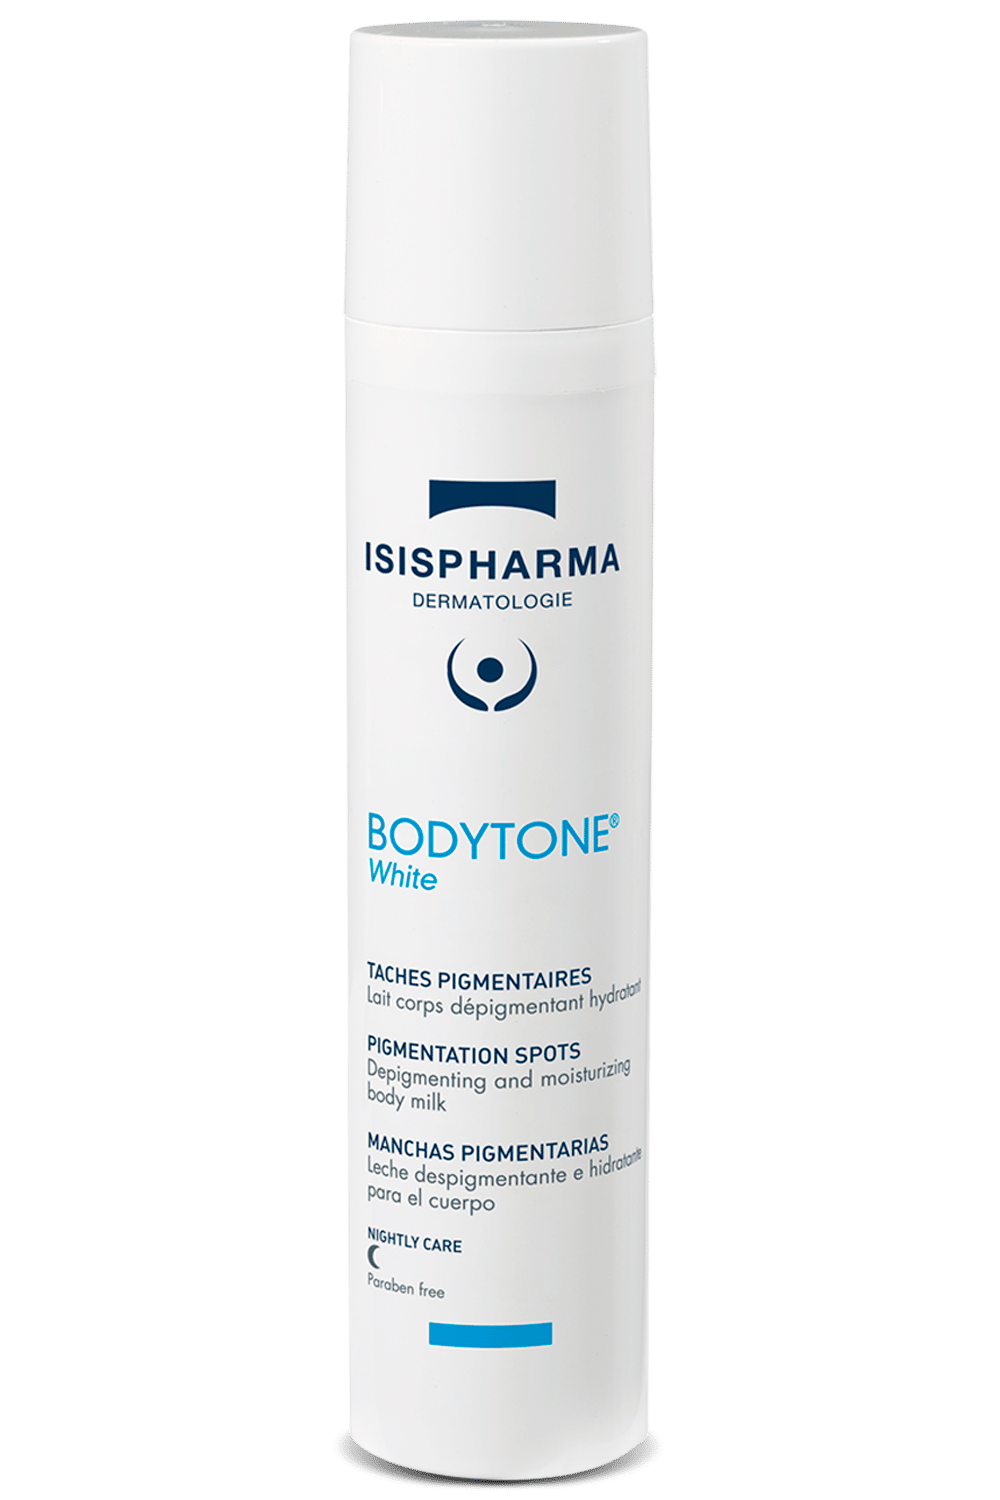 ISISPHARMA
DERMATOLOGIE
BODYTONE®
White
TACHES PIGMENTAIRES
Lait corps dépigmentant hydratant
PIGMENTATION SPOTS
Depigmenting and moisturizing
body milk
MANCHAS PIGMENTARIAS
Leche despigmentante e hidratante
para el cuerpo
NIGHTLY CARE
Paraben free